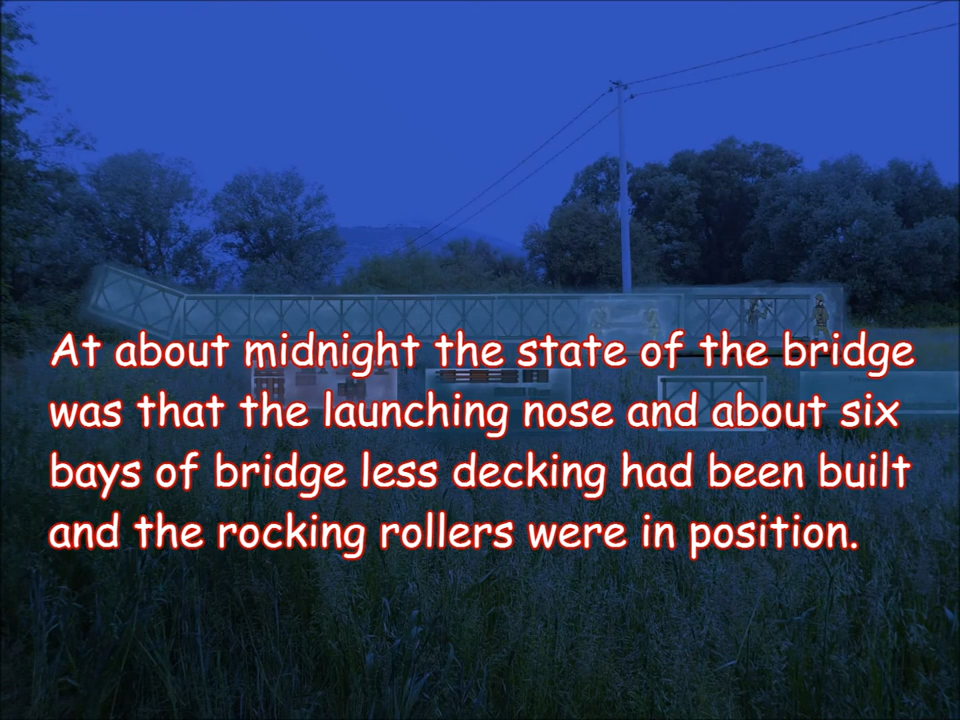 At about midnight the state of the bridge
was that the launching nose and about six
bays of bridge less decking had been built
and the rocking rollers were in position.